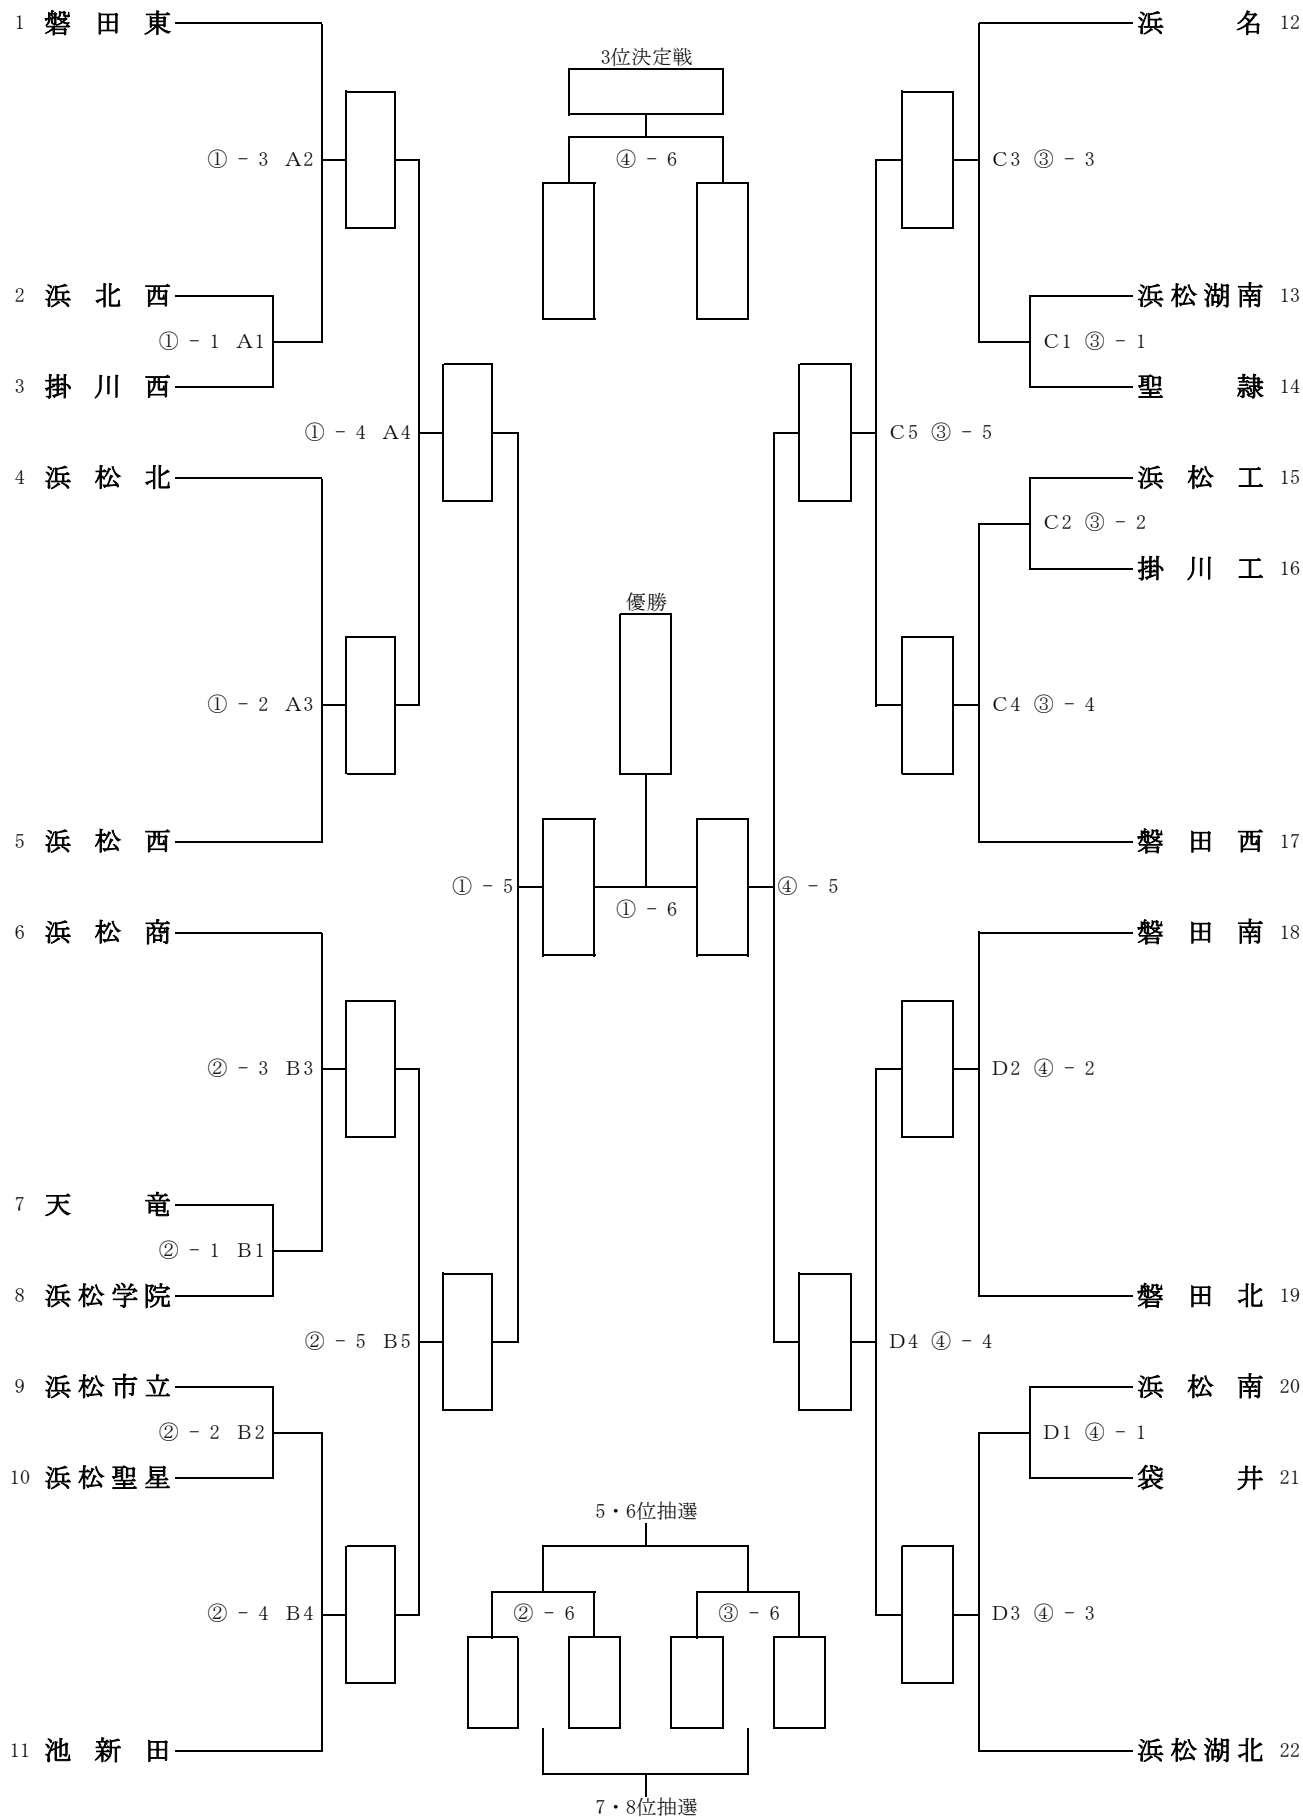 1 磐田東
3位決定戦
① - 3 A2
④ - 6
2 浜北西
① - 1 A1
3 掛川西
① - 4 A4
4 浜松北
① - 2 A3
5 浜松西
6 浜松商
② - 3 B3
7 天竜
② - 1 B1
8 浜松学院
② - 5 B5
9 浜松市立
② - 2 B2
10 浜松聖星
② - 4 B4
11 池新田
優勝
① - 5
① - 6
④ - 5
5・6位抽選
② - 6
③ - 6
7・8位抽選
浜名 12
C3 ③ - 3
浜松湖南 13
C1 ③ - 1
聖隷 14
C5 ③ - 5
浜松工 15
C2 ③ - 2
掛川工 16
C4 ③ - 4
磐田西 17
磐田南 18
D2 ④ - 2
磐田北 19
D4 ④ - 4
浜松南 20
D1 ④ - 1
袋井 21
D3 ④ - 3
浜松湖北 22